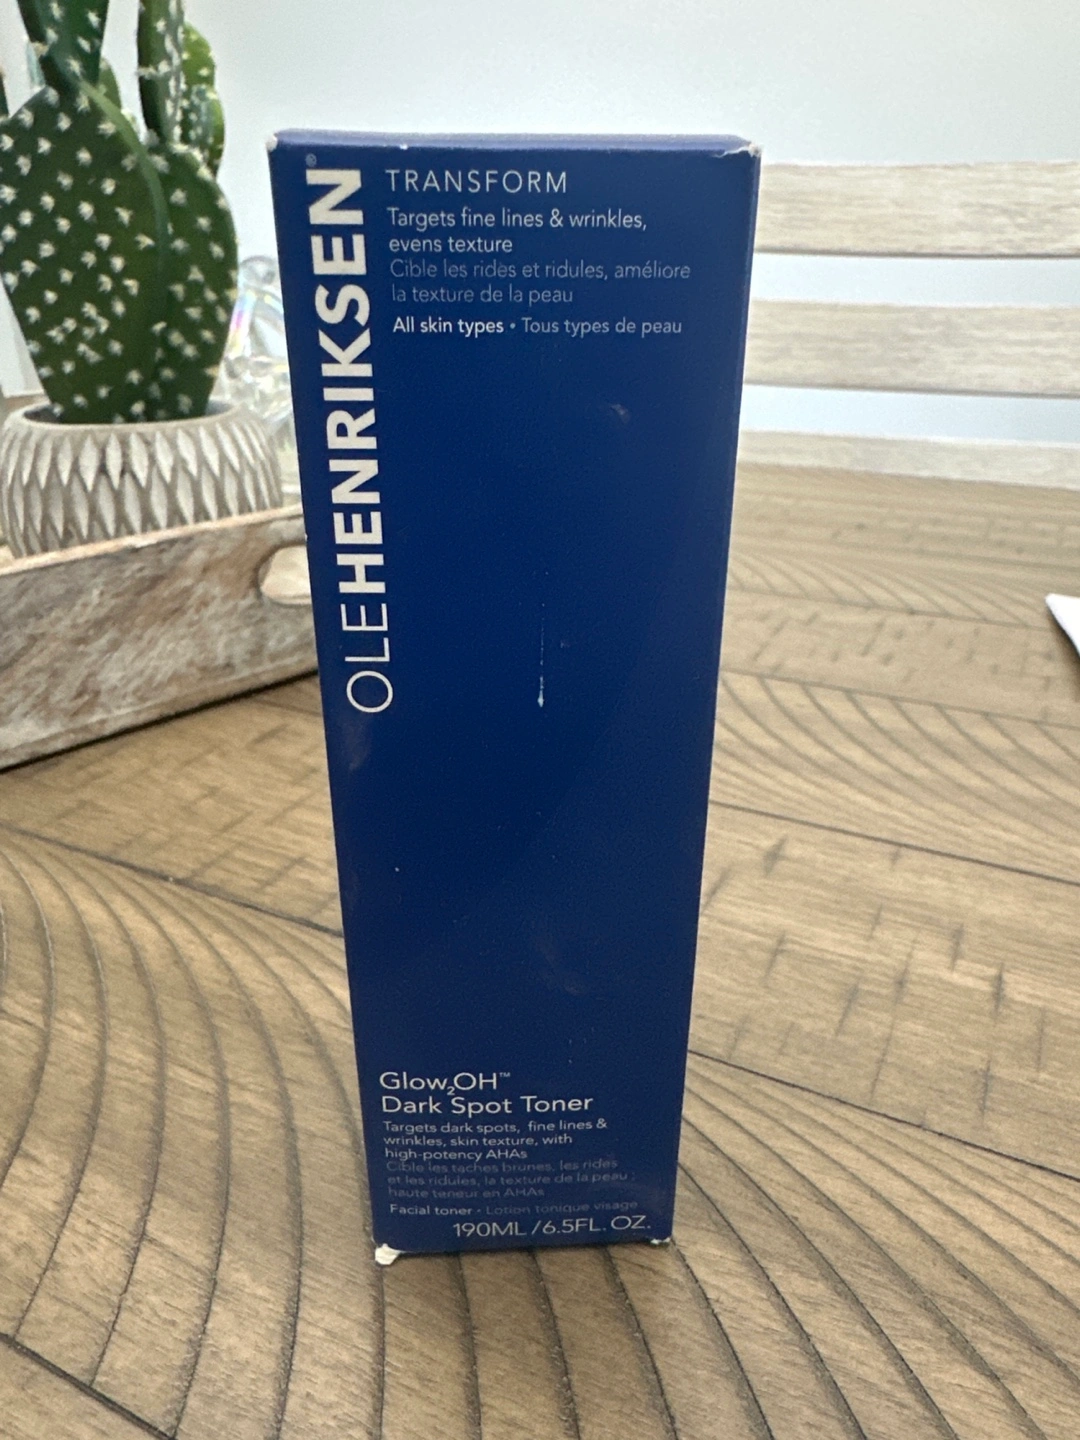 OLEHENRIKSEN®
TRANSFORM
Targets fine lines & wrinkles,
evens texture
Cible les rides et ridules, améliore
la texture de la peau
All skin types • Tous types de peau
Glow₂OH™
Dark Spot Toner
Targets dark spots, fine lines &
wrinkles, skin texture, with
high-potency AHAs
Cible les taches brunes, les rides
et les ridules, la texture de la peau ;
haute teneur en AHAs
Facial toner • Lotion tonique visage
190ML / 6.5FL. OZ.